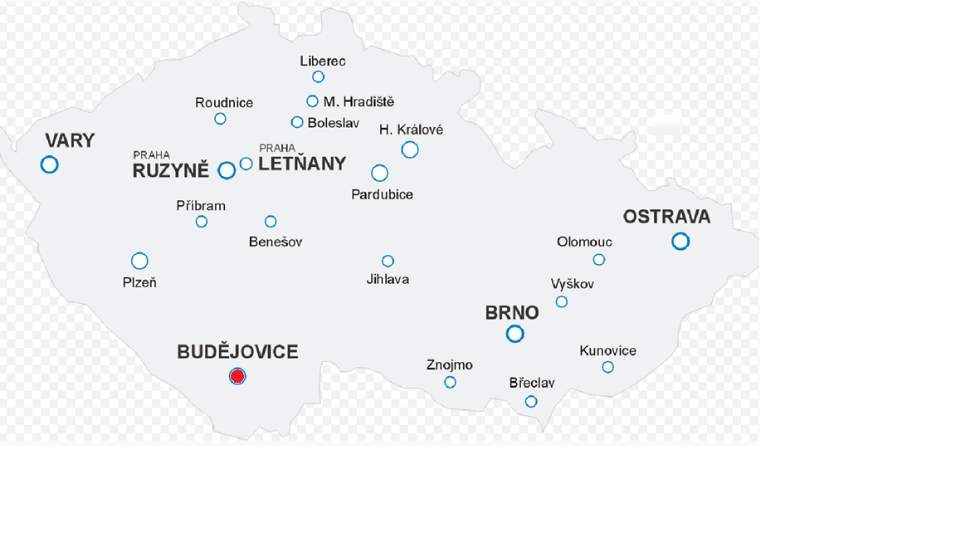 Liberec
M. Hradiště
Roudnice
Boleslav
H. Králové
VARY
PRAHA
RUZYNĚ
PRAHA
LETŇANY
Pardubice
Příbram
Benešov
OSTRAVA
Olomouc
Plzeň
Jihlava
Vyškov
BRNO
BUDĚJOVICE
Kunovice
Znojmo
Břeclav